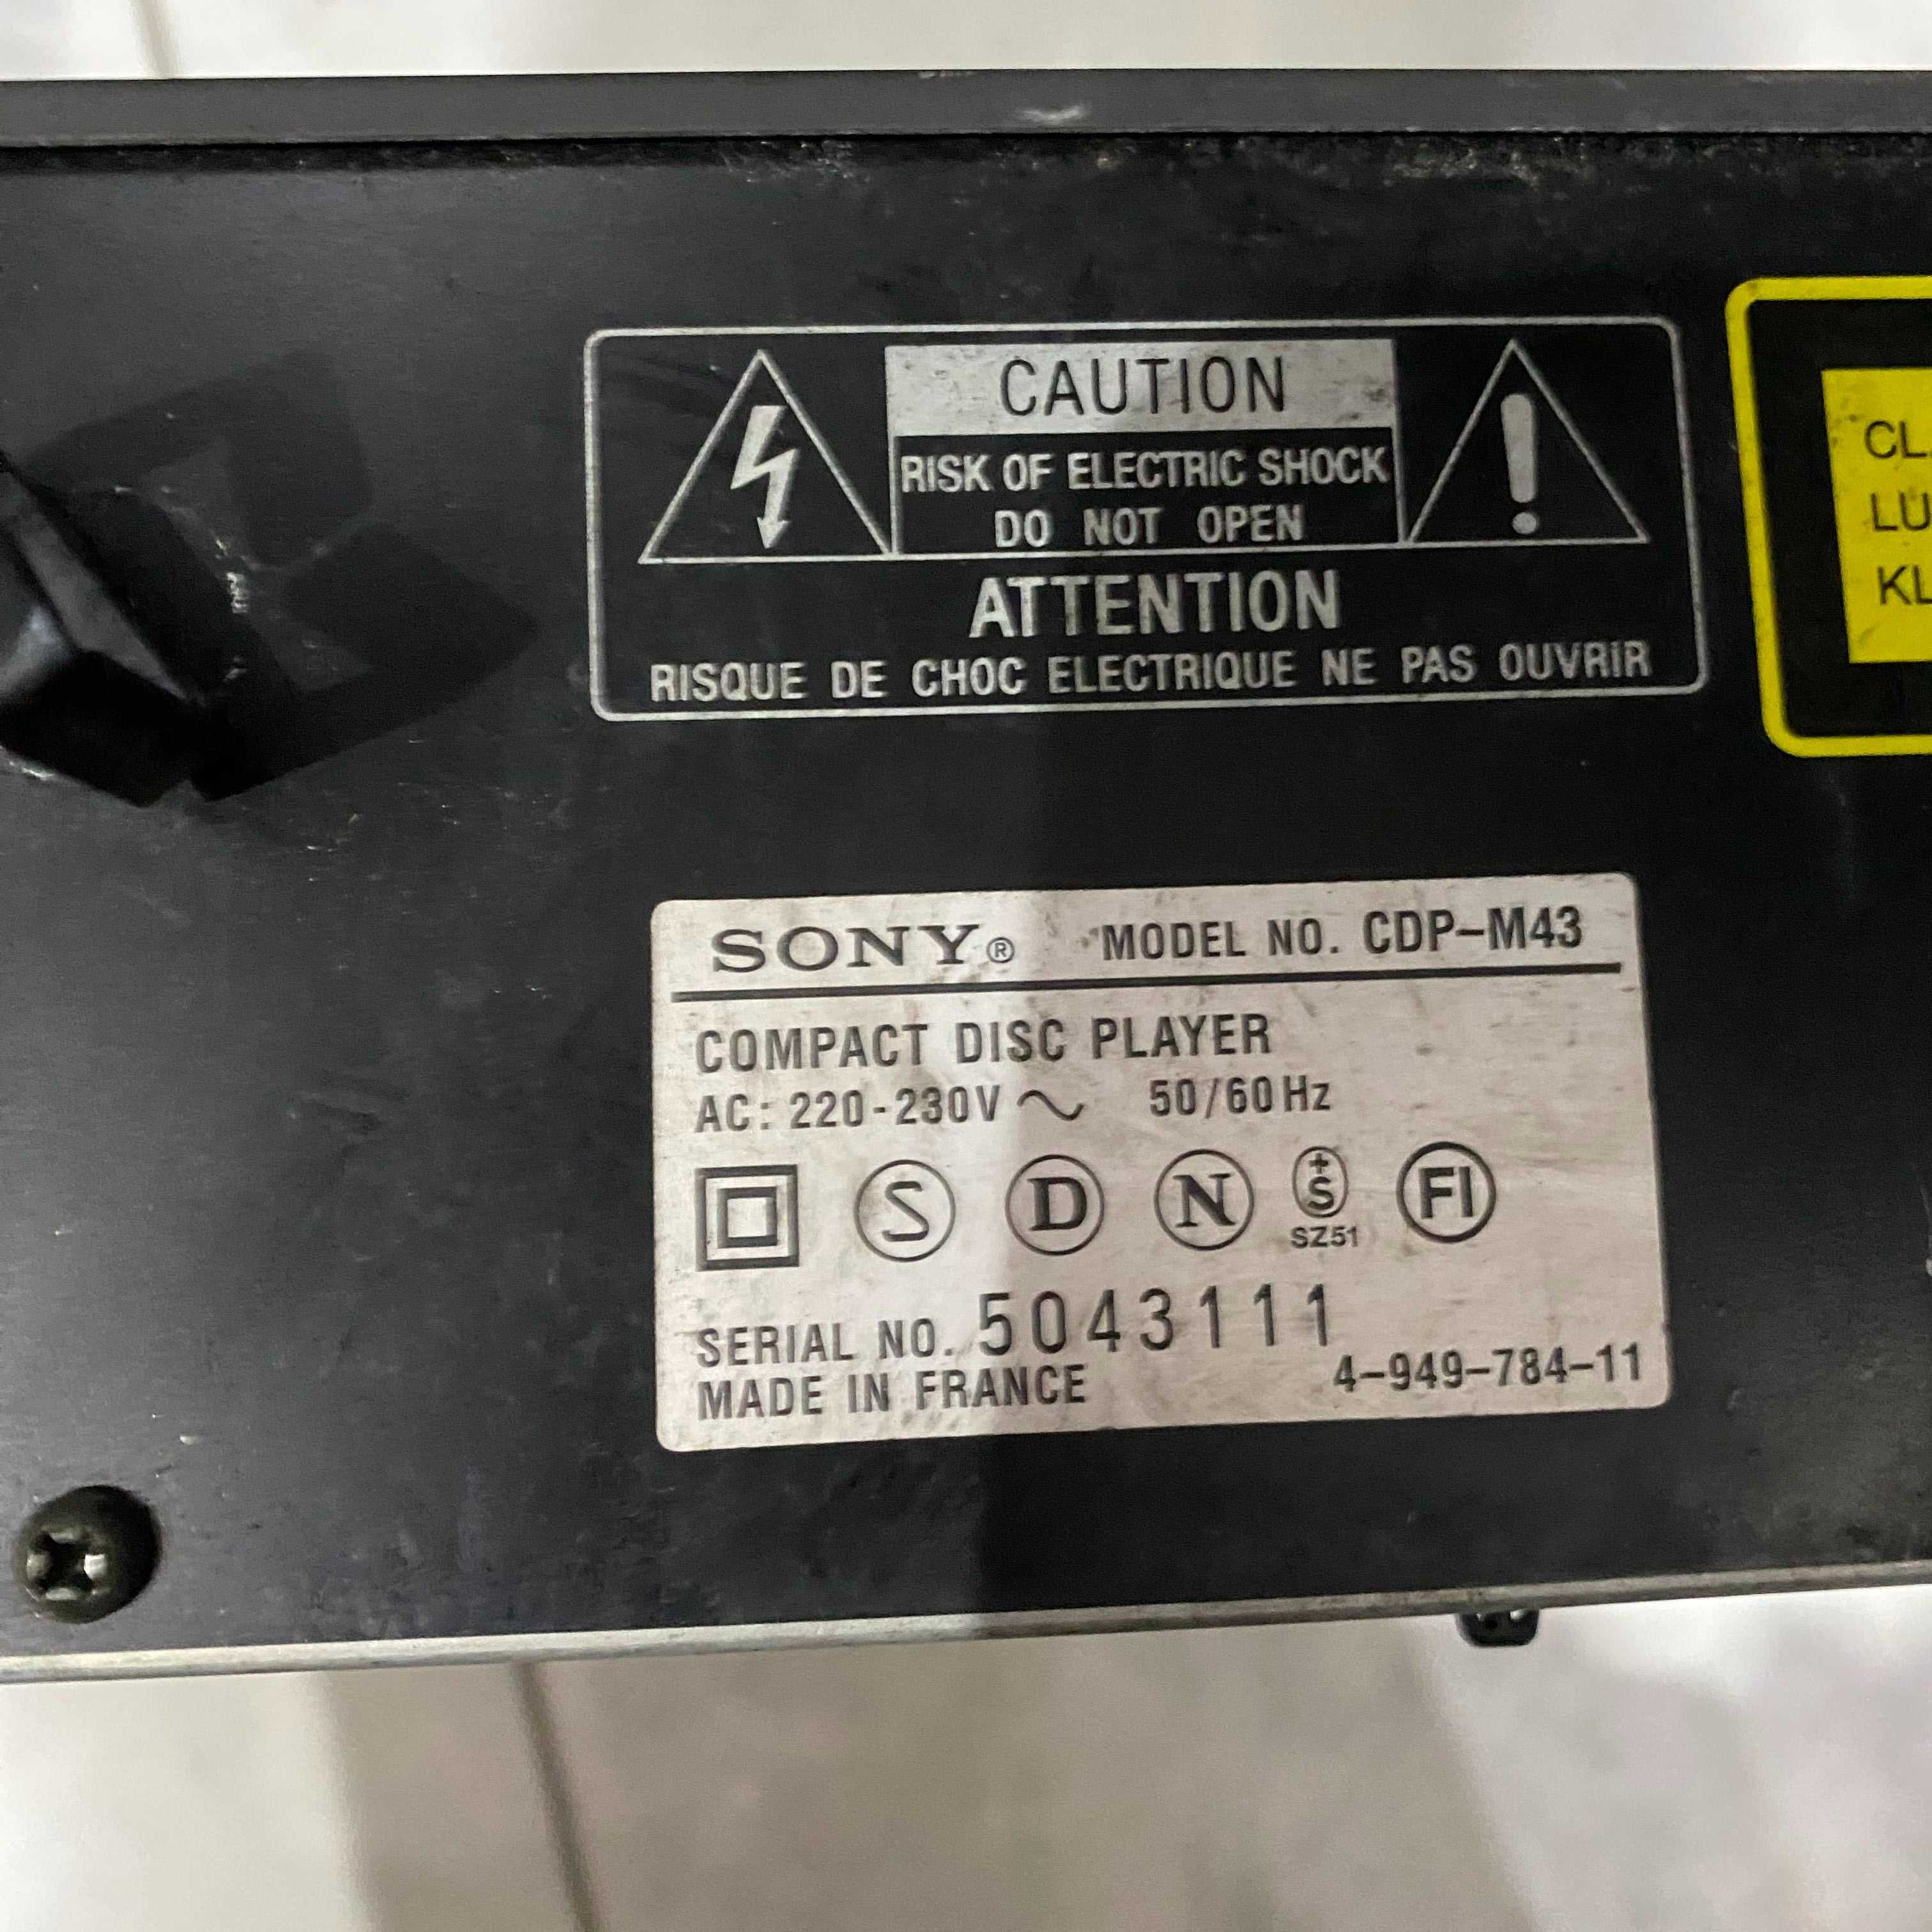 CAUTION
RISK OF ELECTRIC SHOCK
DO NOT OPEN
ATTENTION
RISQUE DE CHOC ELECTRIQUE NE PAS OUVRIR
SONY® MODEL NO. CDP-M43
COMPACT DISC PLAYER
AC: 220-230V ~ 50/60Hz
S D N +S FI
SZ51
SERIAL NO. 5043111
MADE IN FRANCE 4-949-784-11